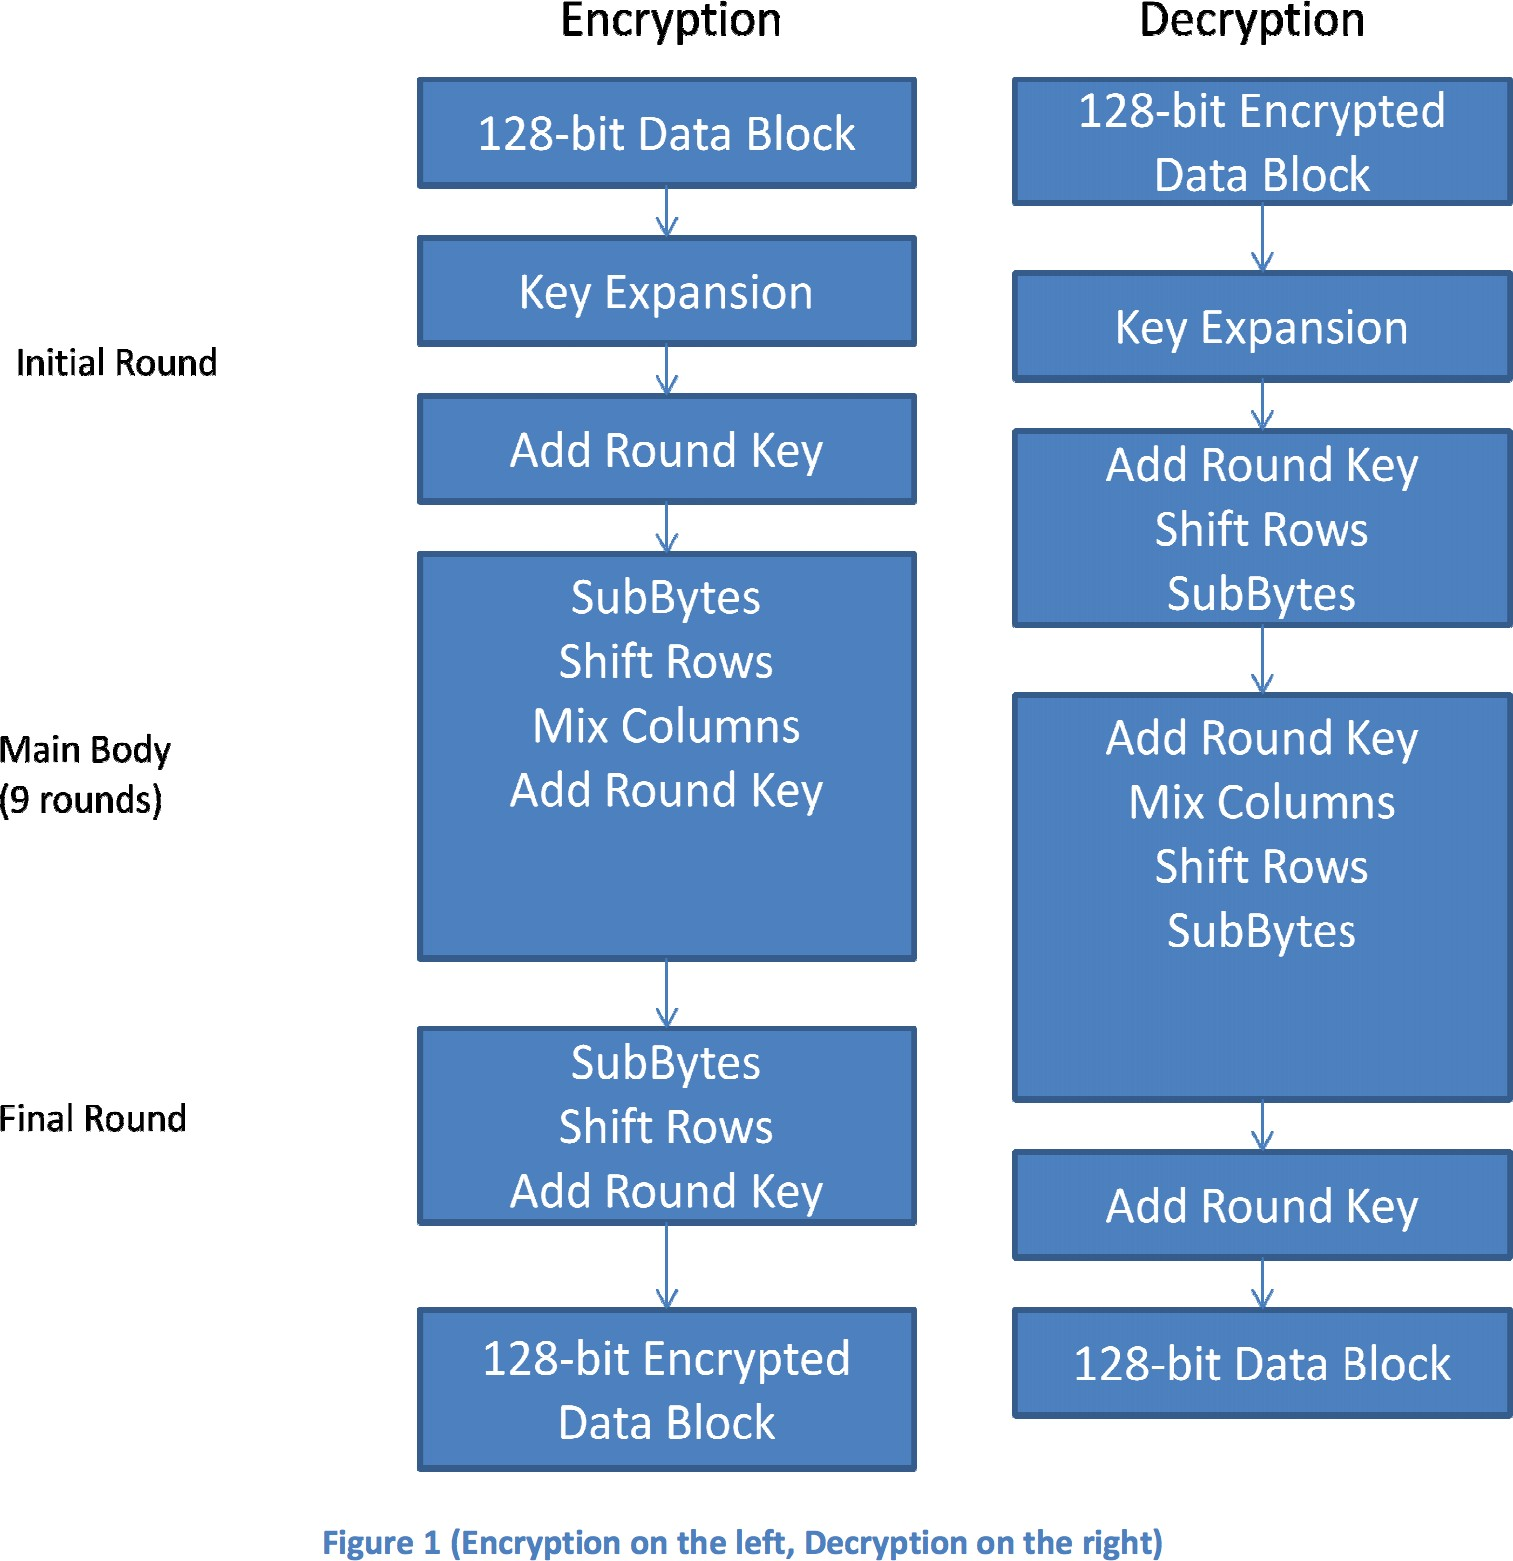 Encryption
128-bit Data Block
Key Expansion
Initial Round
Add Round Key
SubBytes
Shift Rows
Mix Columns
Add Round Key
Main Body
(9 rounds)
SubBytes
Shift Rows
Add Round Key
Final Round
128-bit Encrypted
Data Block
Decryption
128-bit Encrypted
Data Block
Key Expansion
Add Round Key
Shift Rows
SubBytes
Add Round Key
Mix Columns
Shift Rows
SubBytes
Add Round Key
128-bit Data Block
Figure 1 (Encryption on the left, Decryption on the right)